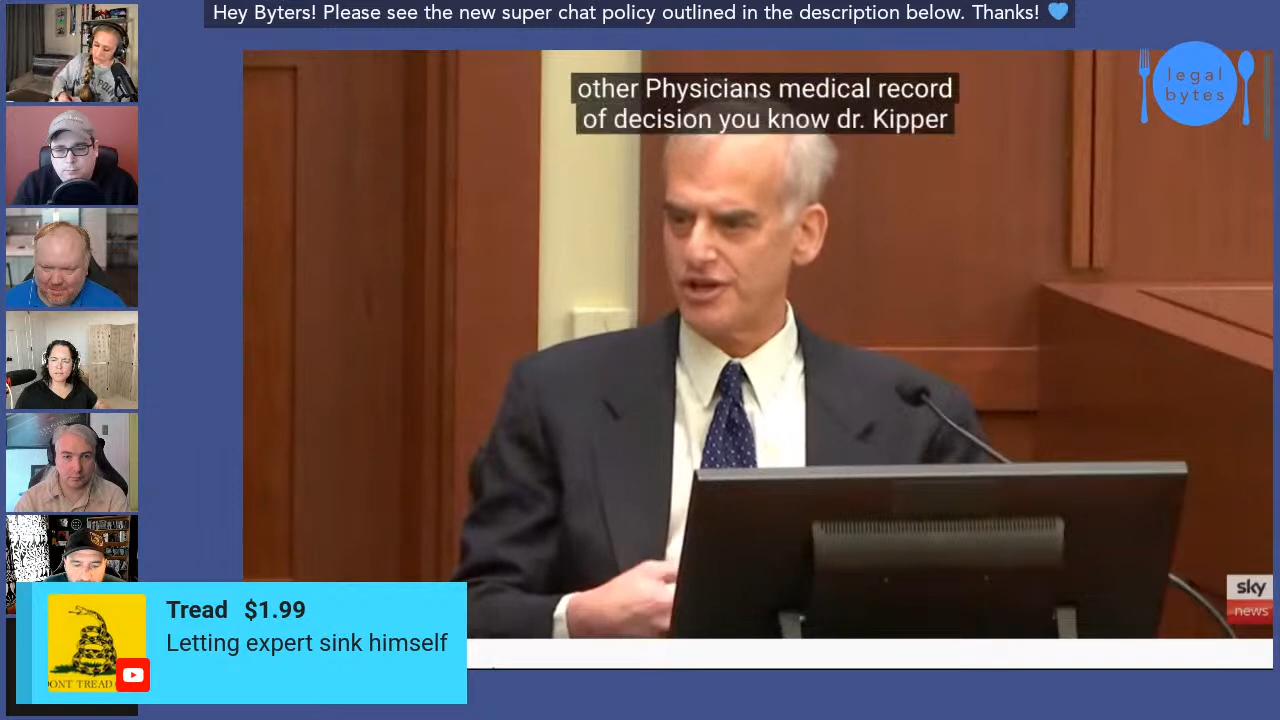 Hey Byters! Please see the new super chat policy outlined in the description below. Thanks! 💙
legal
bytes
other Physicians medical record
of decision you know dr. Kipper
sky
news
Tread $1.99
Letting expert sink himself
DONT TREAD